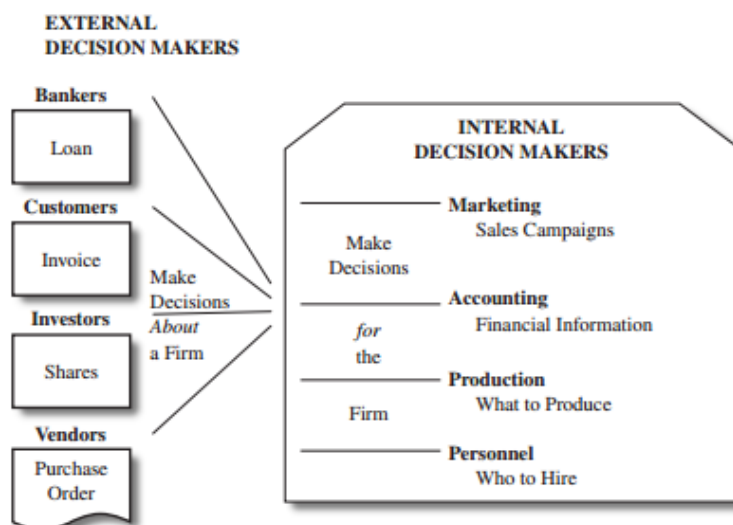 EXTERNAL
DECISION MAKERS
Bankers
Loan
Customers
Invoice
Investors
Shares
Vendors
Purchase
Order
Make
Decisions
About
a Firm
INTERNAL
DECISION MAKERS
Make
Decisions
for
the
Firm
Marketing
Sales Campaigns
Accounting
Financial Information
Production
What to Produce
Personnel
Who to Hire